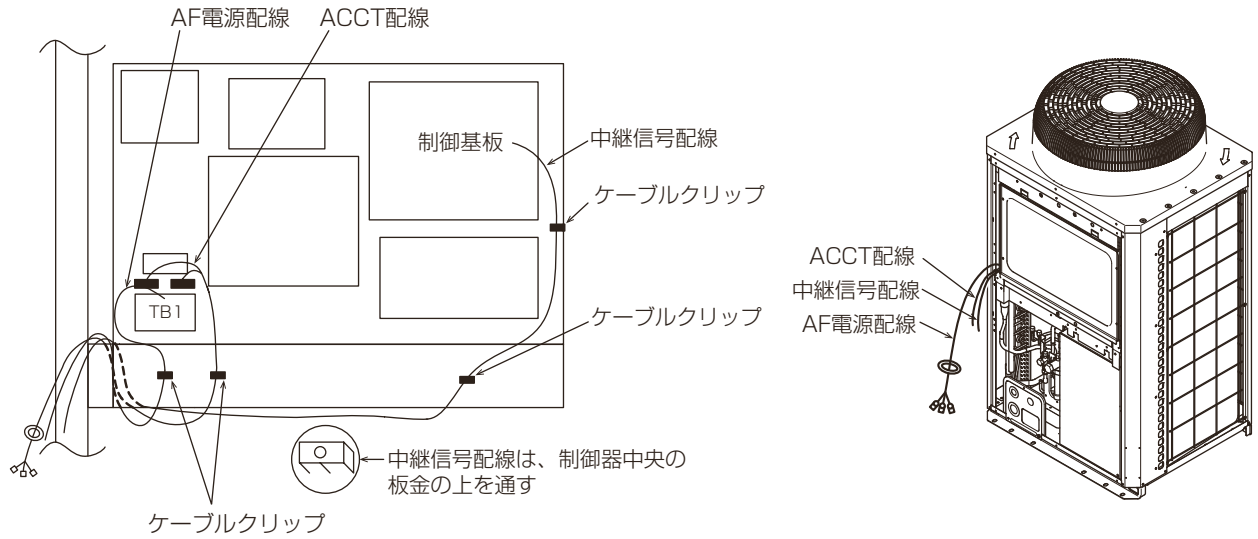 AF電源配線
ACCT配線
制御基板
中継信号配線
ケーブルクリップ
TB1
ケーブルクリップ
中継信号配線は、制御器中央の
板金の上を通す
ケーブルクリップ
ACCT配線
中継信号配線
AF電源配線